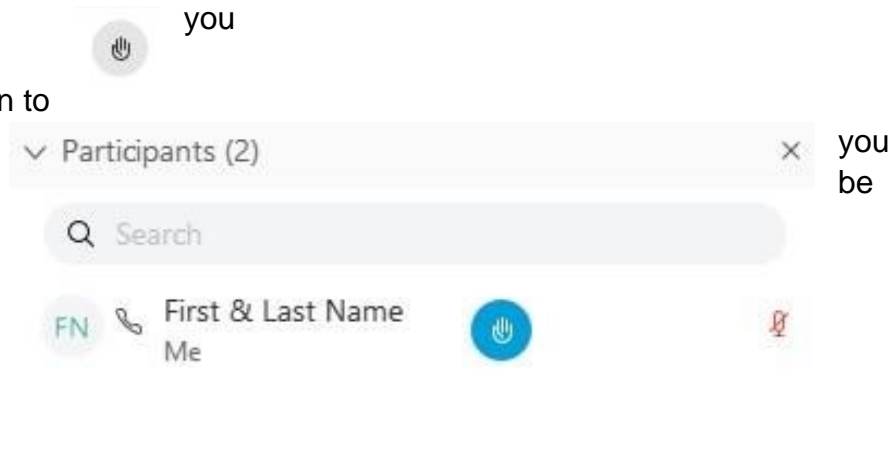 you
n to
Participants (2)
you
be
Search
FN First & Last Name
Me